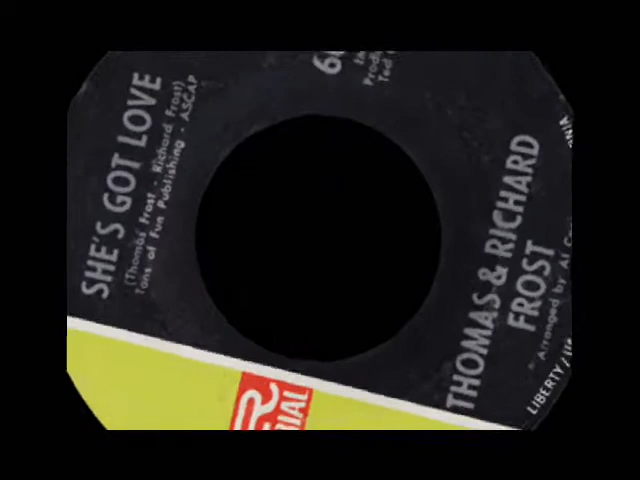 SHE'S GOT LOVE
(Thomas Frost - Richard Frost)
Tons of Fun Publishing - ASCAP
THOMAS & RICHARD
FROST
Arranged by Al
LIBERTY/